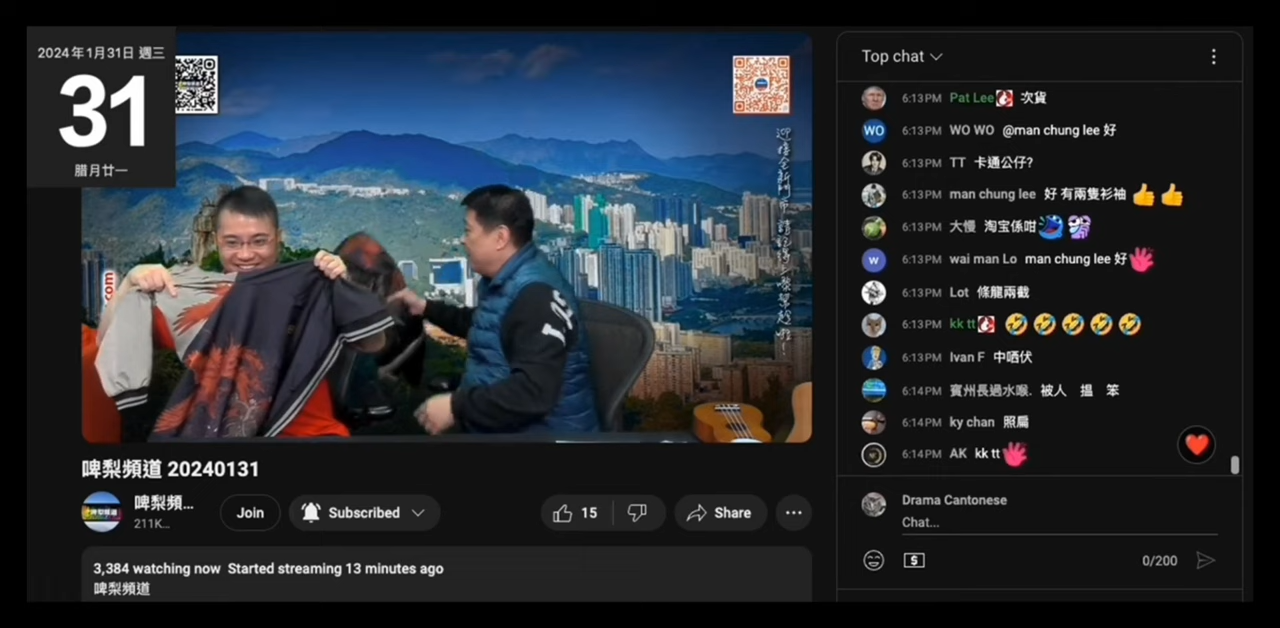 2024年1月31日 週三
31
腊月廿一
.com
Top chat
6:13PM Pat Lee 次貨
6:13PM WO WO @man chung lee 好
6:13PM TT 卡通公仔?
6:13PM man chung lee 好 有兩隻衫袖 👍 👍
6:13PM 大慢 淘宝係咁
6:13PM wai man Lo man chung lee 好
6:13PM Lot 條龍兩截
6:13PM kk tt 🤣 🤣 🤣 🤣 🤣
6:13PM Ivan F 中哂伏
6:14PM 賓州長過水喉. 被人 搵 笨
6:14PM ky chan 照扁
6:14PM AK kk tt
WO
W
啤梨頻道 20240131
啤梨頻...
211K...
Join
Subscribed
15
Share
3,384 watching now Started streaming 13 minutes ago
啤梨頻道
Drama Cantonese
Chat...
0/200